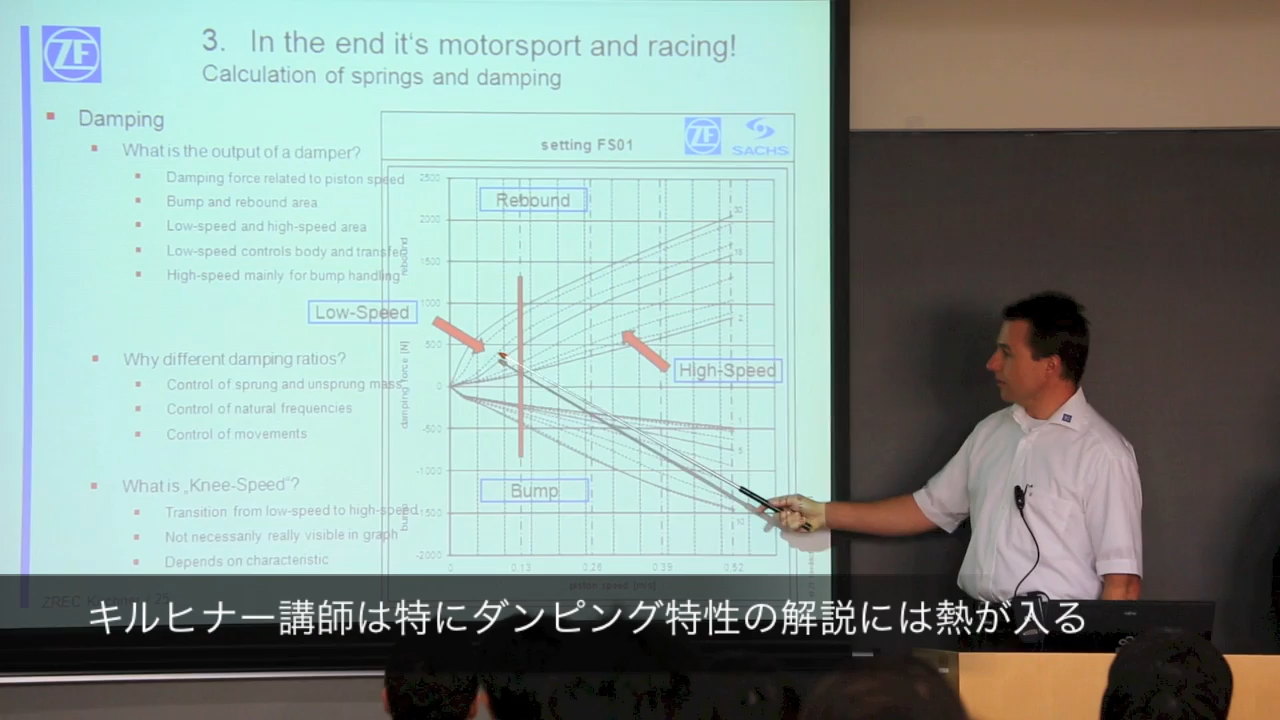 ZF
3. In the end it's motorsport and racing!
Calculation of springs and damping
Damping
What is the output of a damper?
Damping force related to piston speed
Bump and rebound area
Low-speed and high-speed area
Low-speed controls body and transfer
High-speed mainly for bump handling
Why different damping ratios?
Control of sprung and unsprung mass
Control of natural frequencies
Control of movements
What is „Knee-Speed“?
Transition from low-speed to high-speed
Not necessarily really visible in graph
Depends on characteristic
setting FS01
ZF
SACHS
Rebound
Low-Speed
High-Speed
Bump
2500
2000
1500
1000
500
0
-500
-1000
-1500
-2000
rebound
damping force [N]
bump
0
0,13
0,26
0,39
0,52
piston speed [m/s]
キルヒナー講師は特にダンピング特性の解説には熱が入る